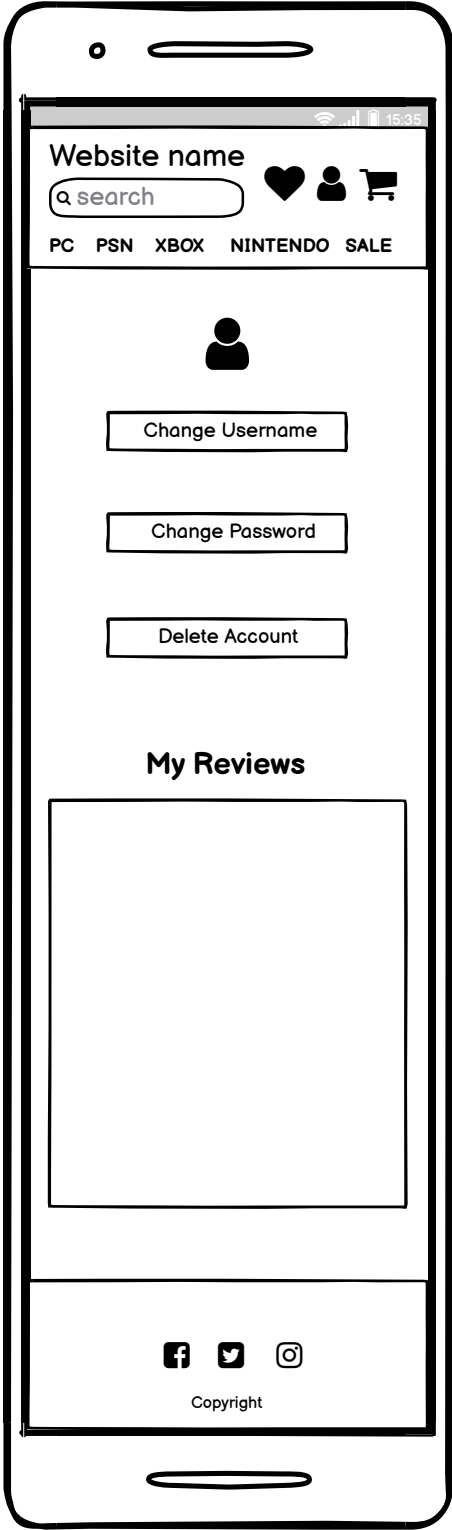 15:35
Website name
search
PC PSN XBOX NINTENDO SALE
Change Username
Change Password
Delete Account
My Reviews
Copyright